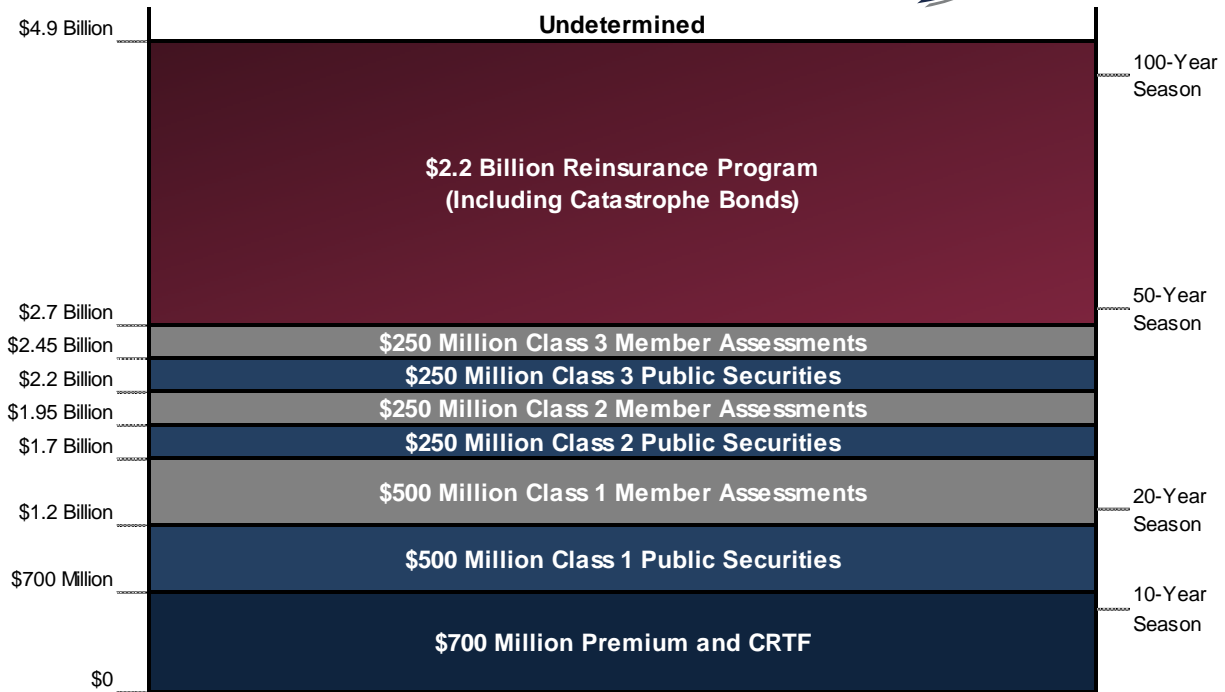 $4.9 Billion
Undetermined
100-Year
Season
$2.2 Billion Reinsurance Program
(Including Catastrophe Bonds)
50-Year
Season
$2.7 Billion
$250 Million Class 3 Member Assessments
$2.45 Billion
$250 Million Class 3 Public Securities
$2.2 Billion
$250 Million Class 2 Member Assessments
$1.95 Billion
$250 Million Class 2 Public Securities
$1.7 Billion
$500 Million Class 1 Member Assessments
20-Year
Season
$1.2 Billion
$500 Million Class 1 Public Securities
$700 Million
10-Year
Season
$700 Million Premium and CRTF
$0